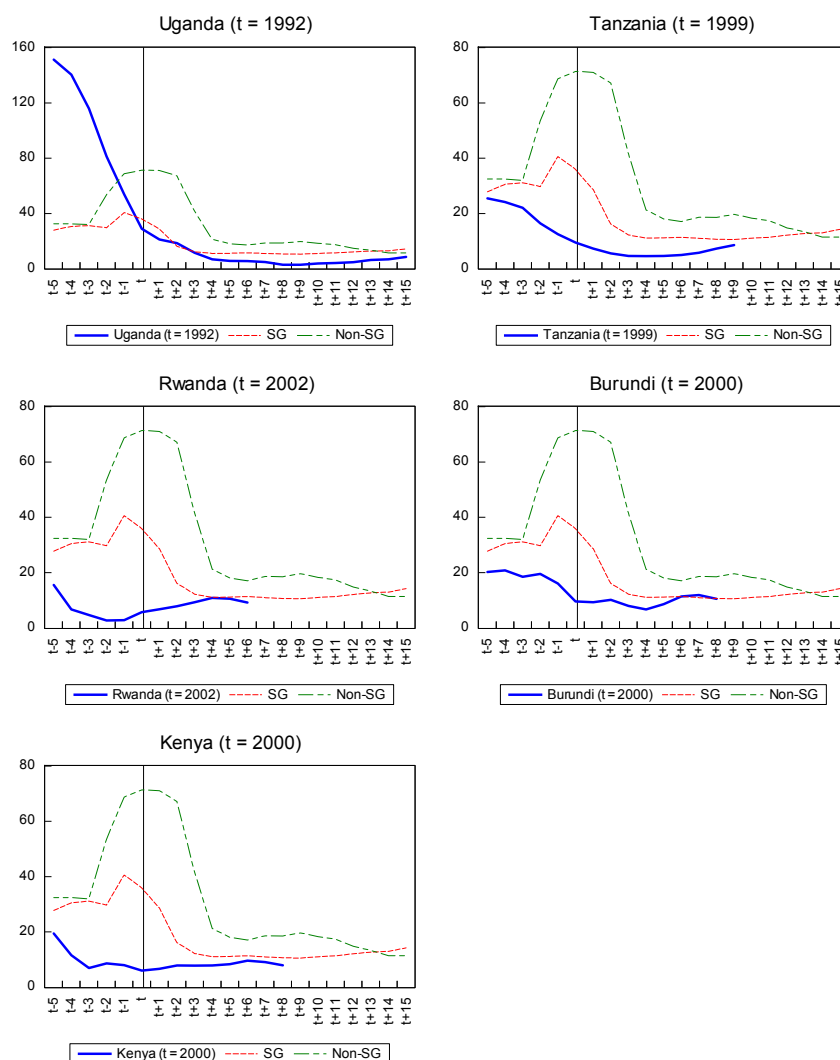 Uganda (t = 1992)
160
120
80
40
0
t-5 t-4 t-3 t-2 t-1 t t+1 t+2 t+3 t+4 t+5 t+6 t+7 t+8 t+9 t+10 t+11 t+12 t+13 t+14 t+15
Uganda (t = 1992) SG Non-SG
Tanzania (t = 1999)
80
60
40
20
0
t-5 t-4 t-3 t-2 t-1 t t+1 t+2 t+3 t+4 t+5 t+6 t+7 t+8 t+9 t+10 t+11 t+12 t+13 t+14 t+15
Tanzania (t = 1999) SG Non-SG
Rwanda (t = 2002)
80
60
40
20
0
t-5 t-4 t-3 t-2 t-1 t t+1 t+2 t+3 t+4 t+5 t+6 t+7 t+8 t+9 t+10 t+11 t+12 t+13 t+14 t+15
Rwanda (t = 2002) SG Non-SG
Burundi (t = 2000)
80
60
40
20
0
t-5 t-4 t-3 t-2 t-1 t t+1 t+2 t+3 t+4 t+5 t+6 t+7 t+8 t+9 t+10 t+11 t+12 t+13 t+14 t+15
Burundi (t = 2000) SG Non-SG
Kenya (t = 2000)
80
60
40
20
0
t-5 t-4 t-3 t-2 t-1 t t+1 t+2 t+3 t+4 t+5 t+6 t+7 t+8 t+9 t+10 t+11 t+12 t+13 t+14 t+15
Kenya (t = 2000) SG Non-SG